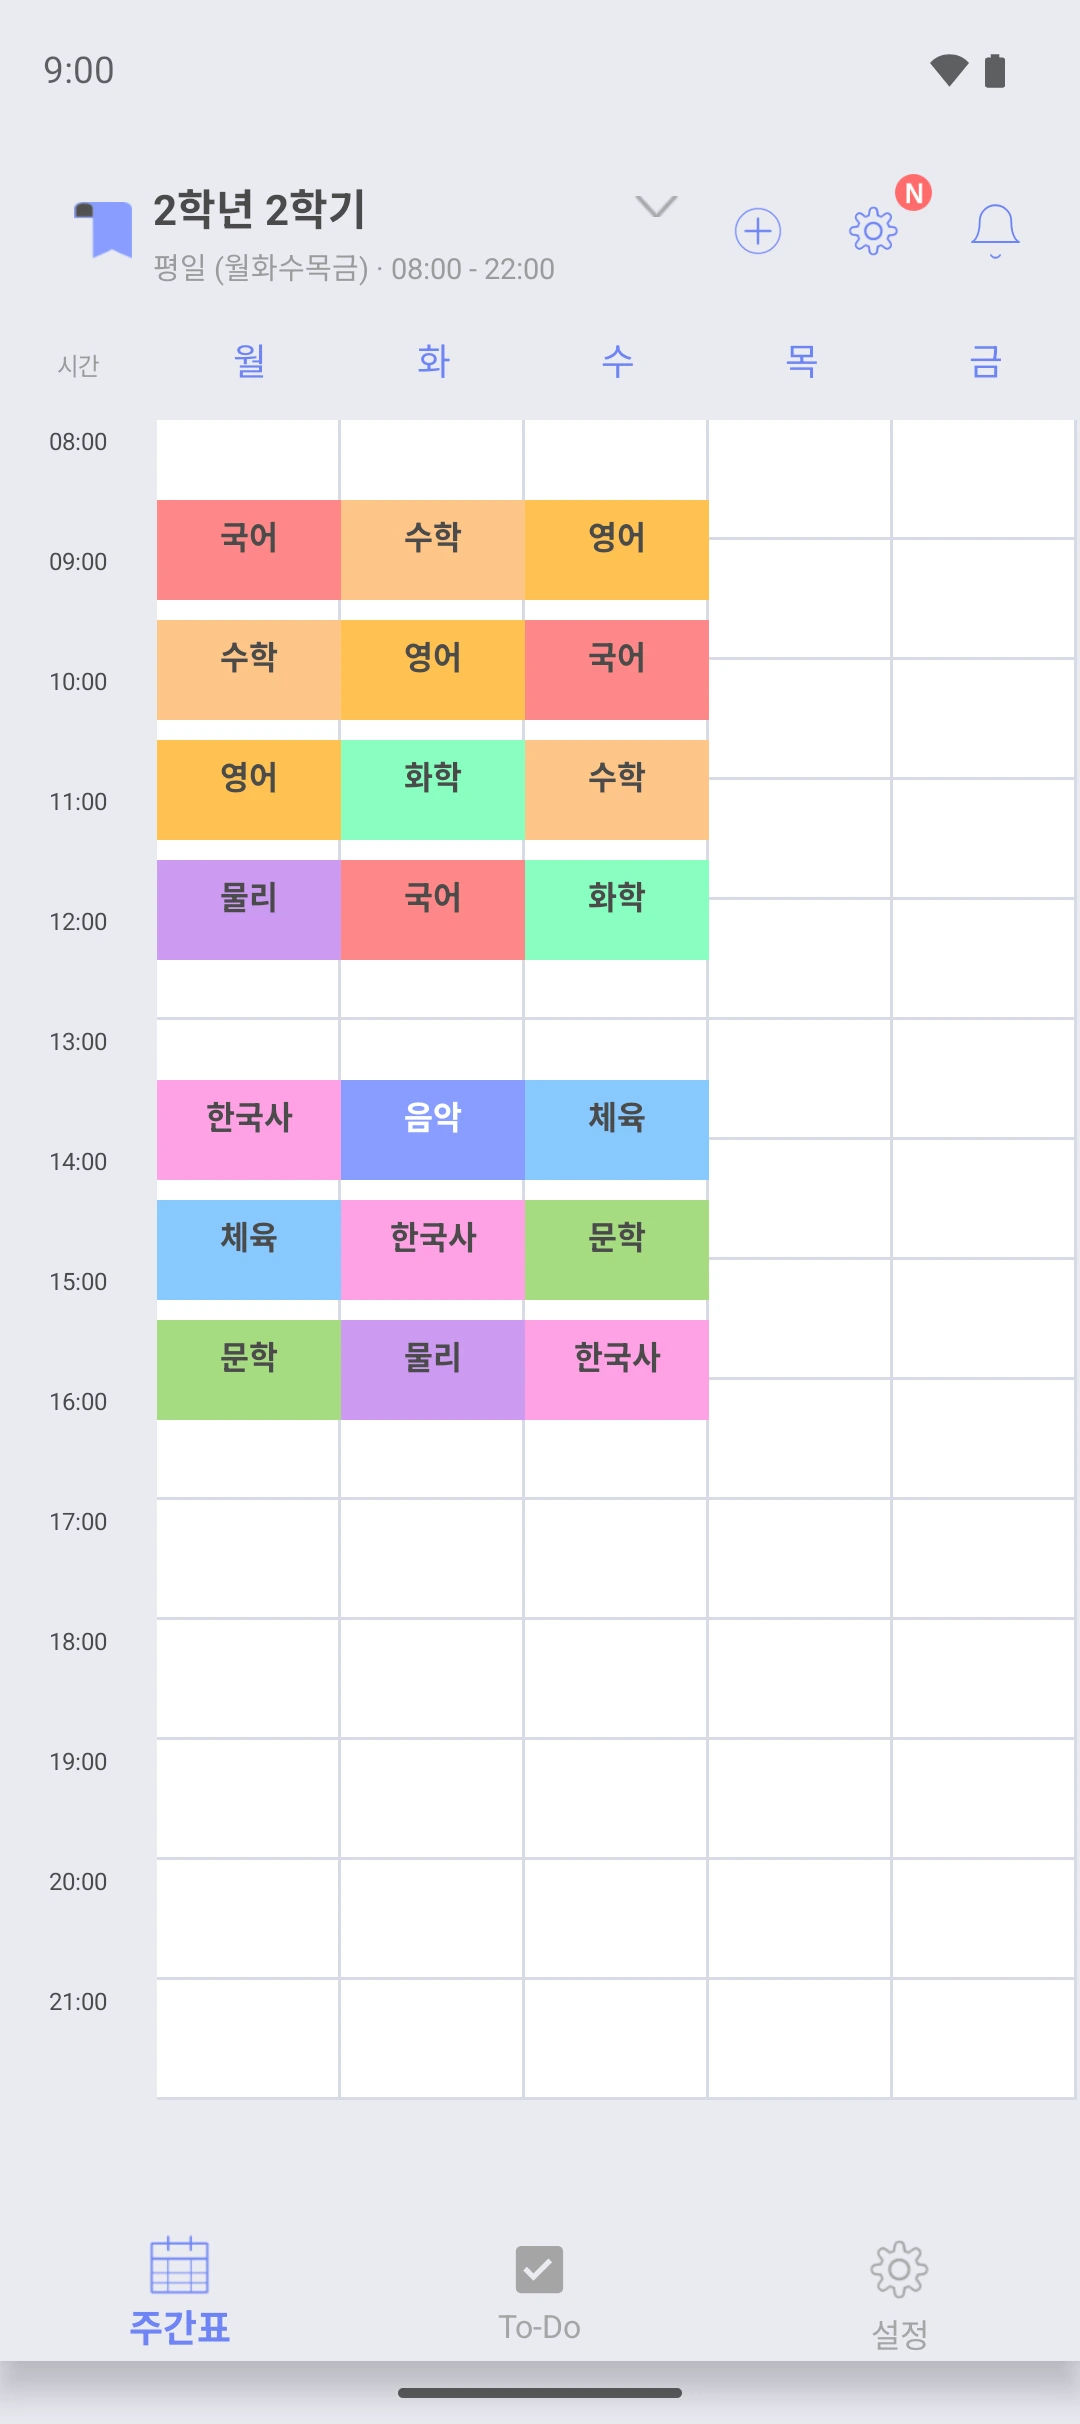 9:00
2학년 2학기
N
평일 (월화수목금) · 08:00 - 22:00
시간 월 화 수 목 금
08:00
국어 수학 영어
09:00
수학 영어 국어
10:00
영어 화학 수학
11:00
물리 국어 화학
12:00
13:00
한국사 음악 체육
14:00
체육 한국사 문학
15:00
문학 물리 한국사
16:00
17:00
18:00
19:00
20:00
21:00
주간표 To-Do 설정